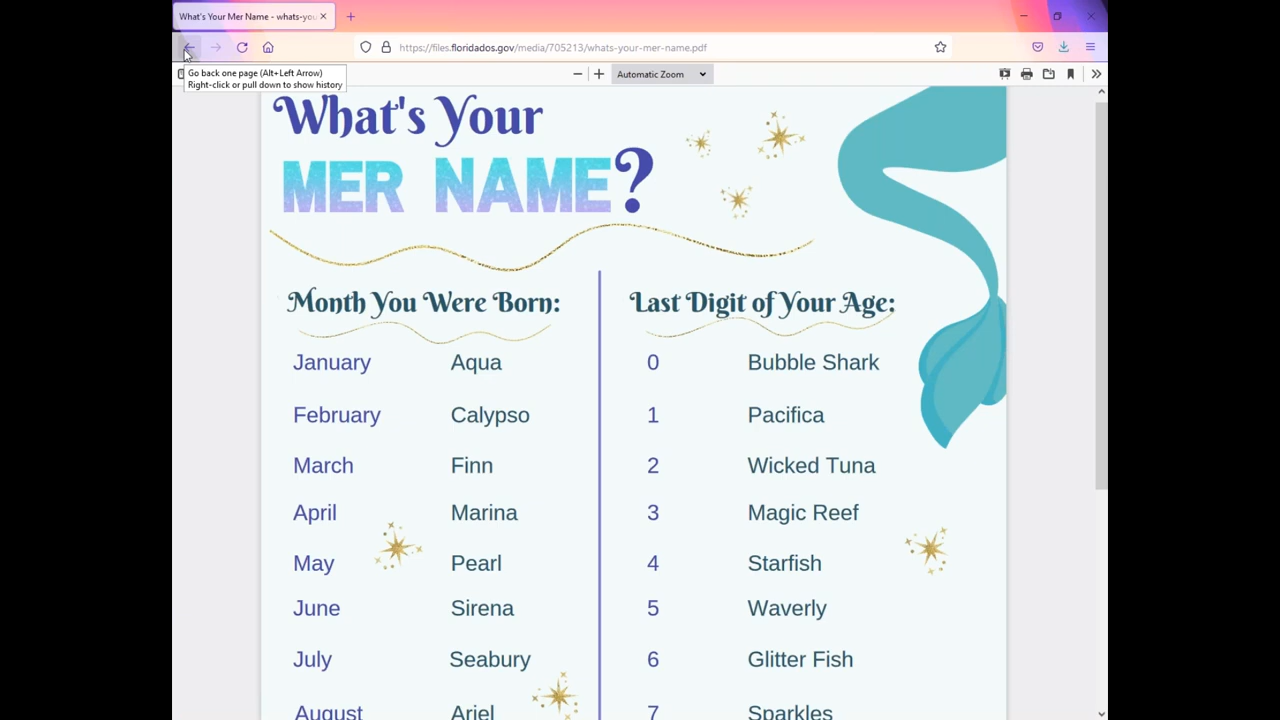 What's Your Mer Name - whats-you
https://files.floridados.gov/media/705213/whats-your-mer-name.pdf
Go back one page (Alt+Left Arrow)
Right-click or pull down to show history
Automatic Zoom
What's Your
MER NAME?
Month You Were Born:
Last Digit of Your Age:
January Aqua 0 Bubble Shark
February Calypso 1 Pacifica
March Finn 2 Wicked Tuna
April Marina 3 Magic Reef
May Pearl 4 Starfish
June Sirena 5 Waverly
July Seabury 6 Glitter Fish
August Ariel 7 Sparkles